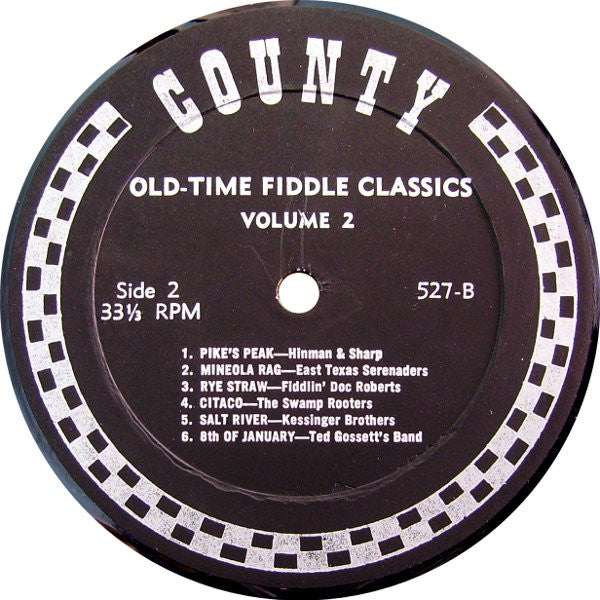 COUNTY
OLD-TIME FIDDLE CLASSICS
VOLUME 2
Side 2
33⅓ RPM
527-B
1. PIKE'S PEAK—Hinman & Sharp
2. MINEOLA RAG—East Texas Serenaders
3. RYE STRAW—Fiddlin' Doc Roberts
4. CITACO—The Swamp Rooters
5. SALT RIVER—Kessinger Brothers
6. 8th OF JANUARY—Ted Gossett's Band